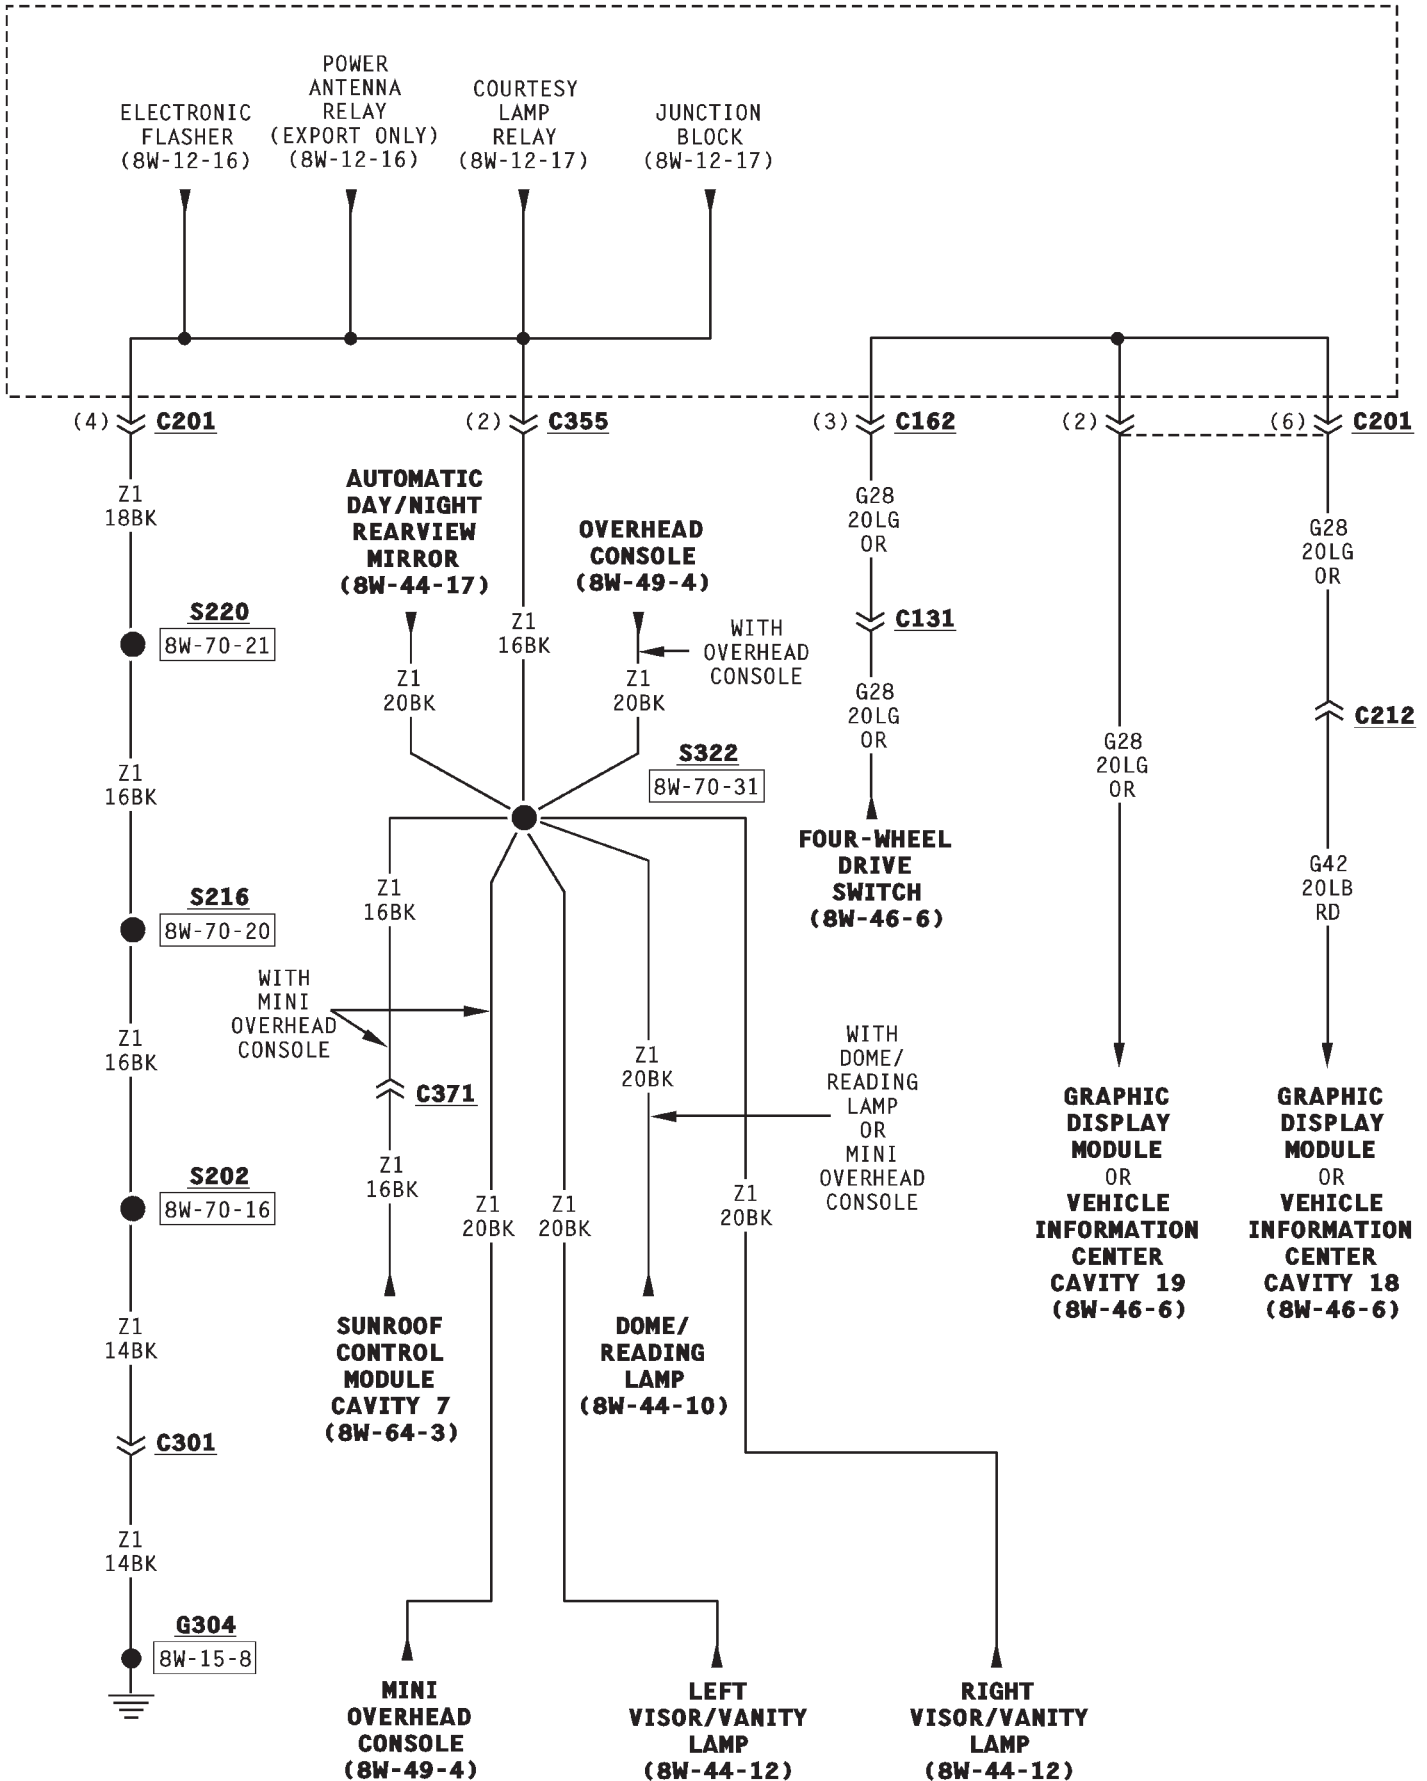 ELECTRONIC
FLASHER
(8W-12-16)
POWER
ANTENNA
RELAY
(EXPORT ONLY)
(8W-12-16)
COURTESY
LAMP
RELAY
(8W-12-17)
JUNCTION
BLOCK
(8W-12-17)
(4) C201
(2) C355
(3) C162
(2)
(6) C201
Z1
18BK
S220
8W-70-21
Z1
16BK
S216
8W-70-20
Z1
16BK
S202
8W-70-16
Z1
14BK
C301
Z1
14BK
G304
8W-15-8
AUTOMATIC
DAY/NIGHT
REARVIEW
MIRROR
(8W-44-17)
Z1
20BK
Z1
16BK
OVERHEAD
CONSOLE
(8W-49-4)
WITH
OVERHEAD
CONSOLE
Z1
20BK
S322
8W-70-31
Z1
16BK
WITH
MINI
OVERHEAD
CONSOLE
C371
Z1
16BK
SUNROOF
CONTROL
MODULE
CAVITY 7
(8W-64-3)
Z1
20BK
MINI
OVERHEAD
CONSOLE
(8W-49-4)
Z1
20BK
LEFT
VISOR/VANITY
LAMP
(8W-44-12)
Z1
20BK
WITH
DOME/
READING
LAMP
OR
MINI
OVERHEAD
CONSOLE
DOME/
READING
LAMP
(8W-44-10)
Z1
20BK
RIGHT
VISOR/VANITY
LAMP
(8W-44-12)
G28
20LG
OR
C131
G28
20LG
OR
FOUR-WHEEL
DRIVE
SWITCH
(8W-46-6)
G28
20LG
OR
GRAPHIC
DISPLAY
MODULE
OR
VEHICLE
INFORMATION
CENTER
CAVITY 19
(8W-46-6)
G28
20LG
OR
C212
G42
20LB
RD
GRAPHIC
DISPLAY
MODULE
OR
VEHICLE
INFORMATION
CENTER
CAVITY 18
(8W-46-6)